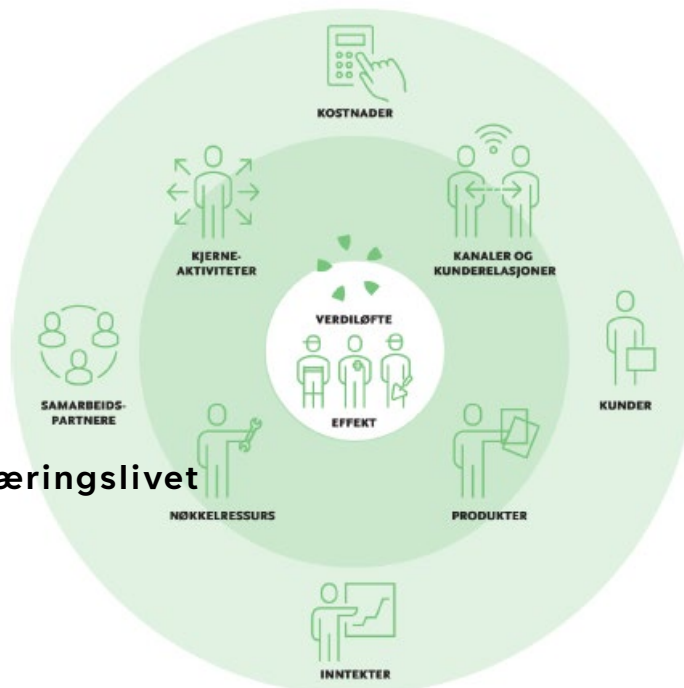 KOSTNADER
KJERNE-
AKTIVITETER
KANALER OG
KUNDERELASJONER
VERDILØFTE
EFFEKT
SAMARBEIDS-
PARTNERE
KUNDER
æringslivet
NØKKELRESSURS
PRODUKTER
INNTEKTER